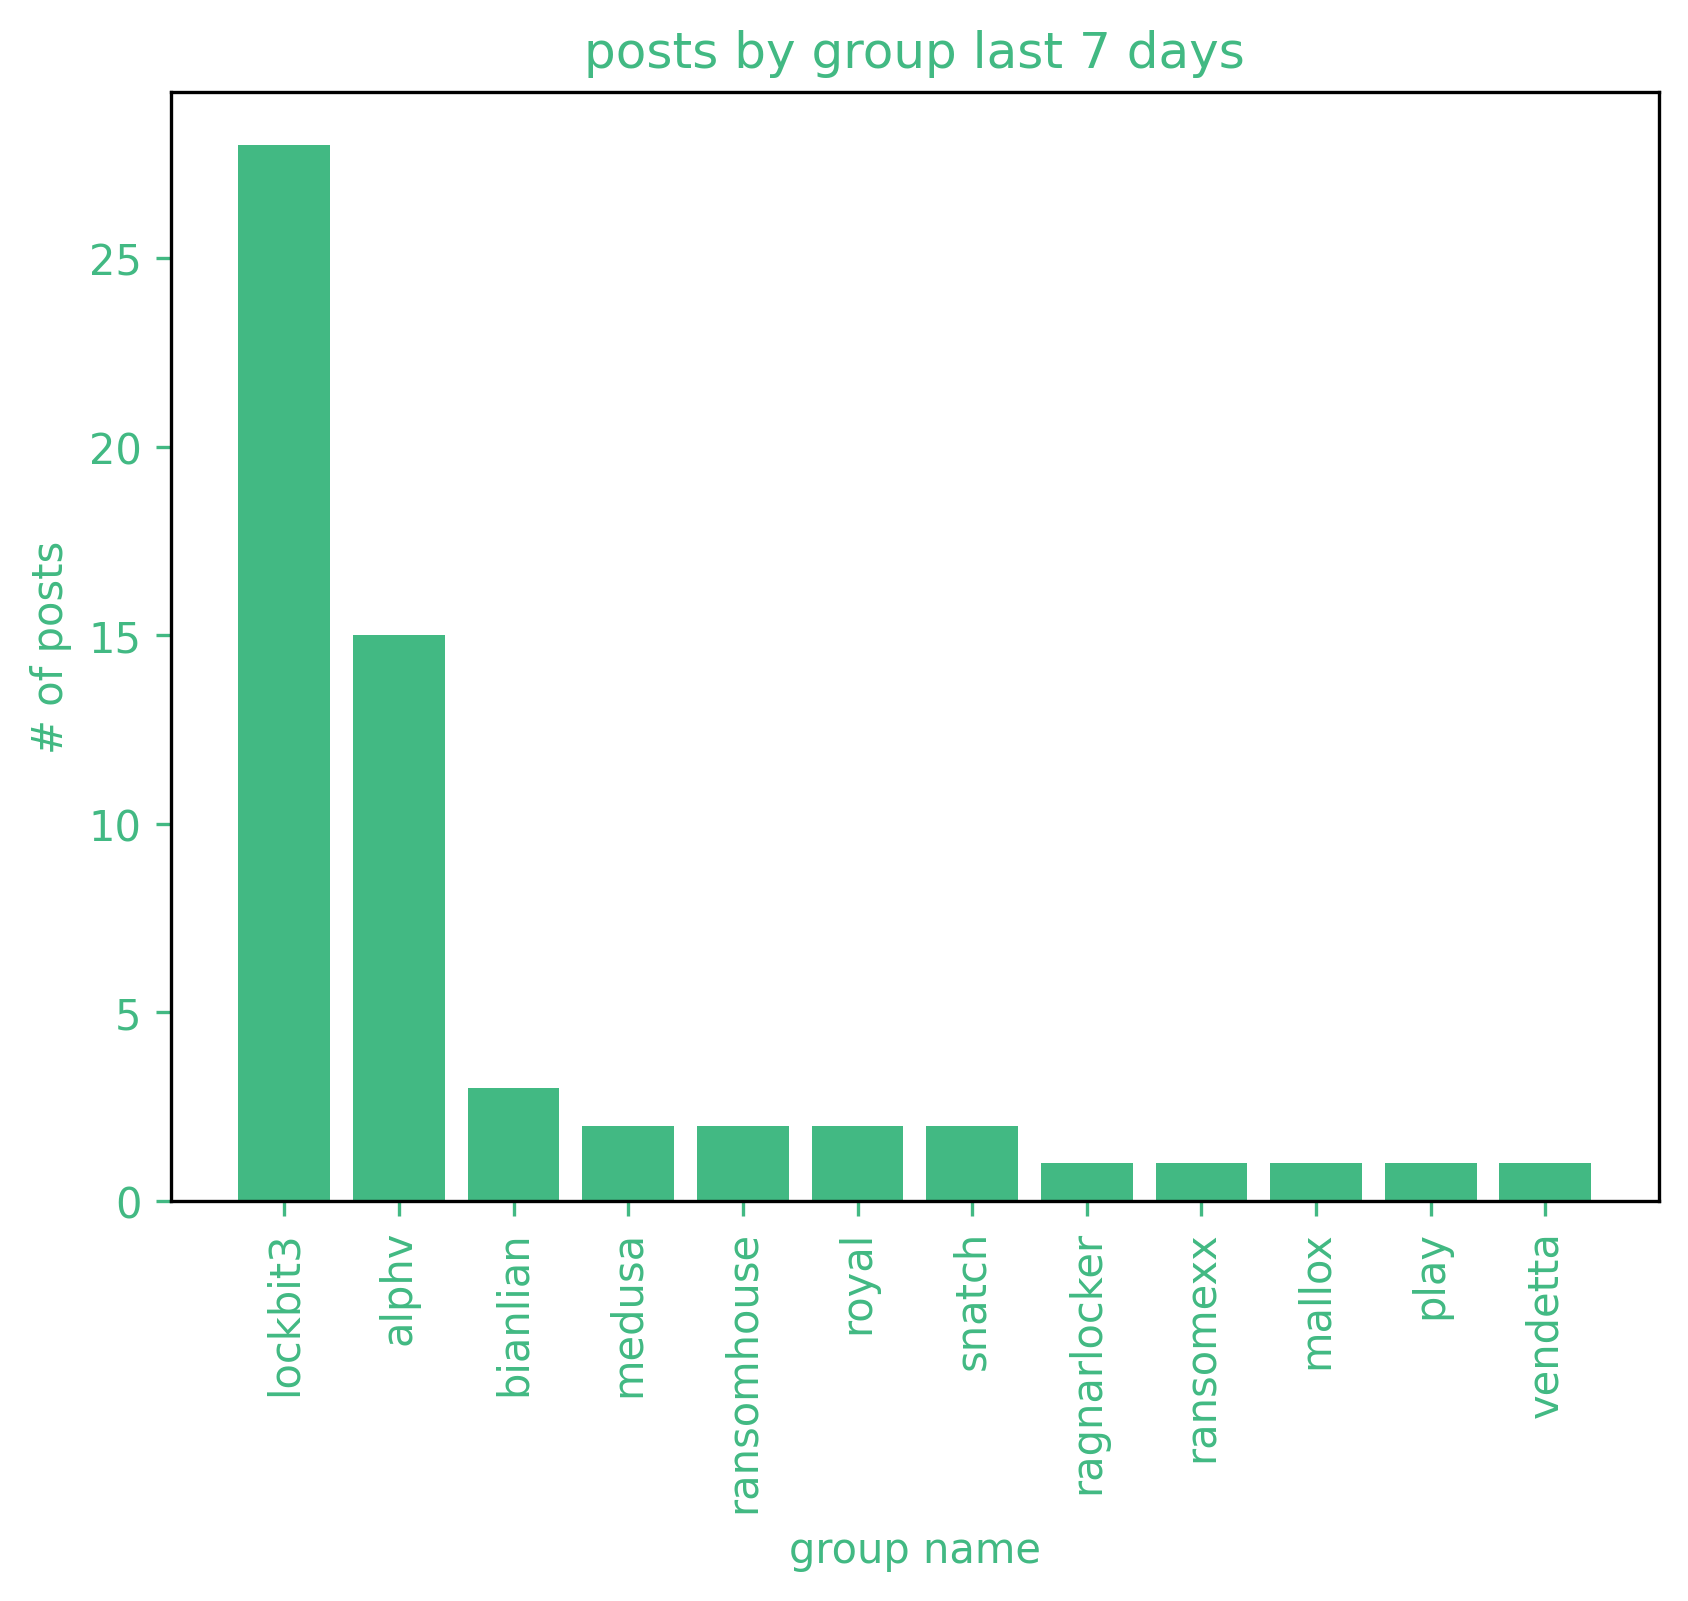 posts by group last 7 days
# of posts
25
20
15
10
5
0
lockbit3
alphv
bianlian
medusa
ransomhouse
royal
snatch
ragnarlocker
ransomexx
mallox
play
vendetta
group name